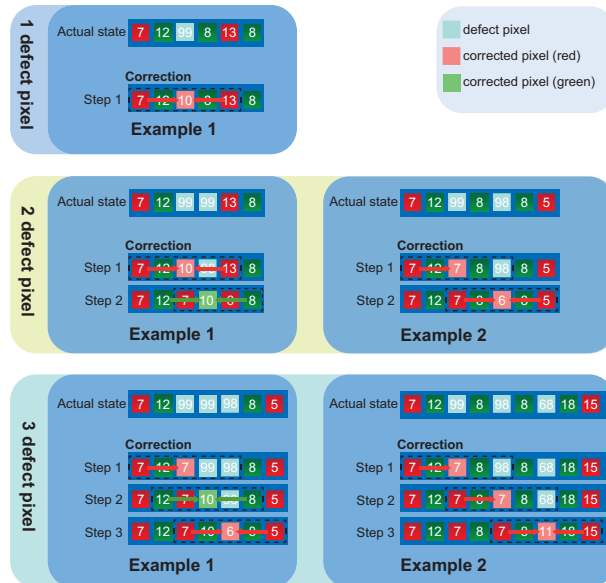 1 defect pixel
Actual state 7 12 99 8 13 8
Correction
Step 1 7 12 10 13 8
Example 1
defect pixel
corrected pixel (red)
corrected pixel (green)
2 defect pixel
Actual state 7 12 99 99 13 8
Correction
Step 1 7 12 10 13 8
Step 2 7 12 7 10 8
Example 1
Actual state 7 12 99 8 98 8 5
Correction
Step 1 7 12 7 8 98 8 5
Step 2 7 12 7 6 5
Example 2
3 defect pixel
Actual state 7 12 99 99 98 8 5
Correction
Step 1 7 12 7 99 98 8 5
Step 2 7 12 7 10 8 5
Step 3 7 12 7 10 6 5
Example 1
Actual state 7 12 99 8 98 8 68 18 15
Correction
Step 1 7 12 7 8 98 8 68 18 15
Step 2 7 12 7 7 8 68 18 15
Step 3 7 12 7 8 7 8 11 18 15
Example 2